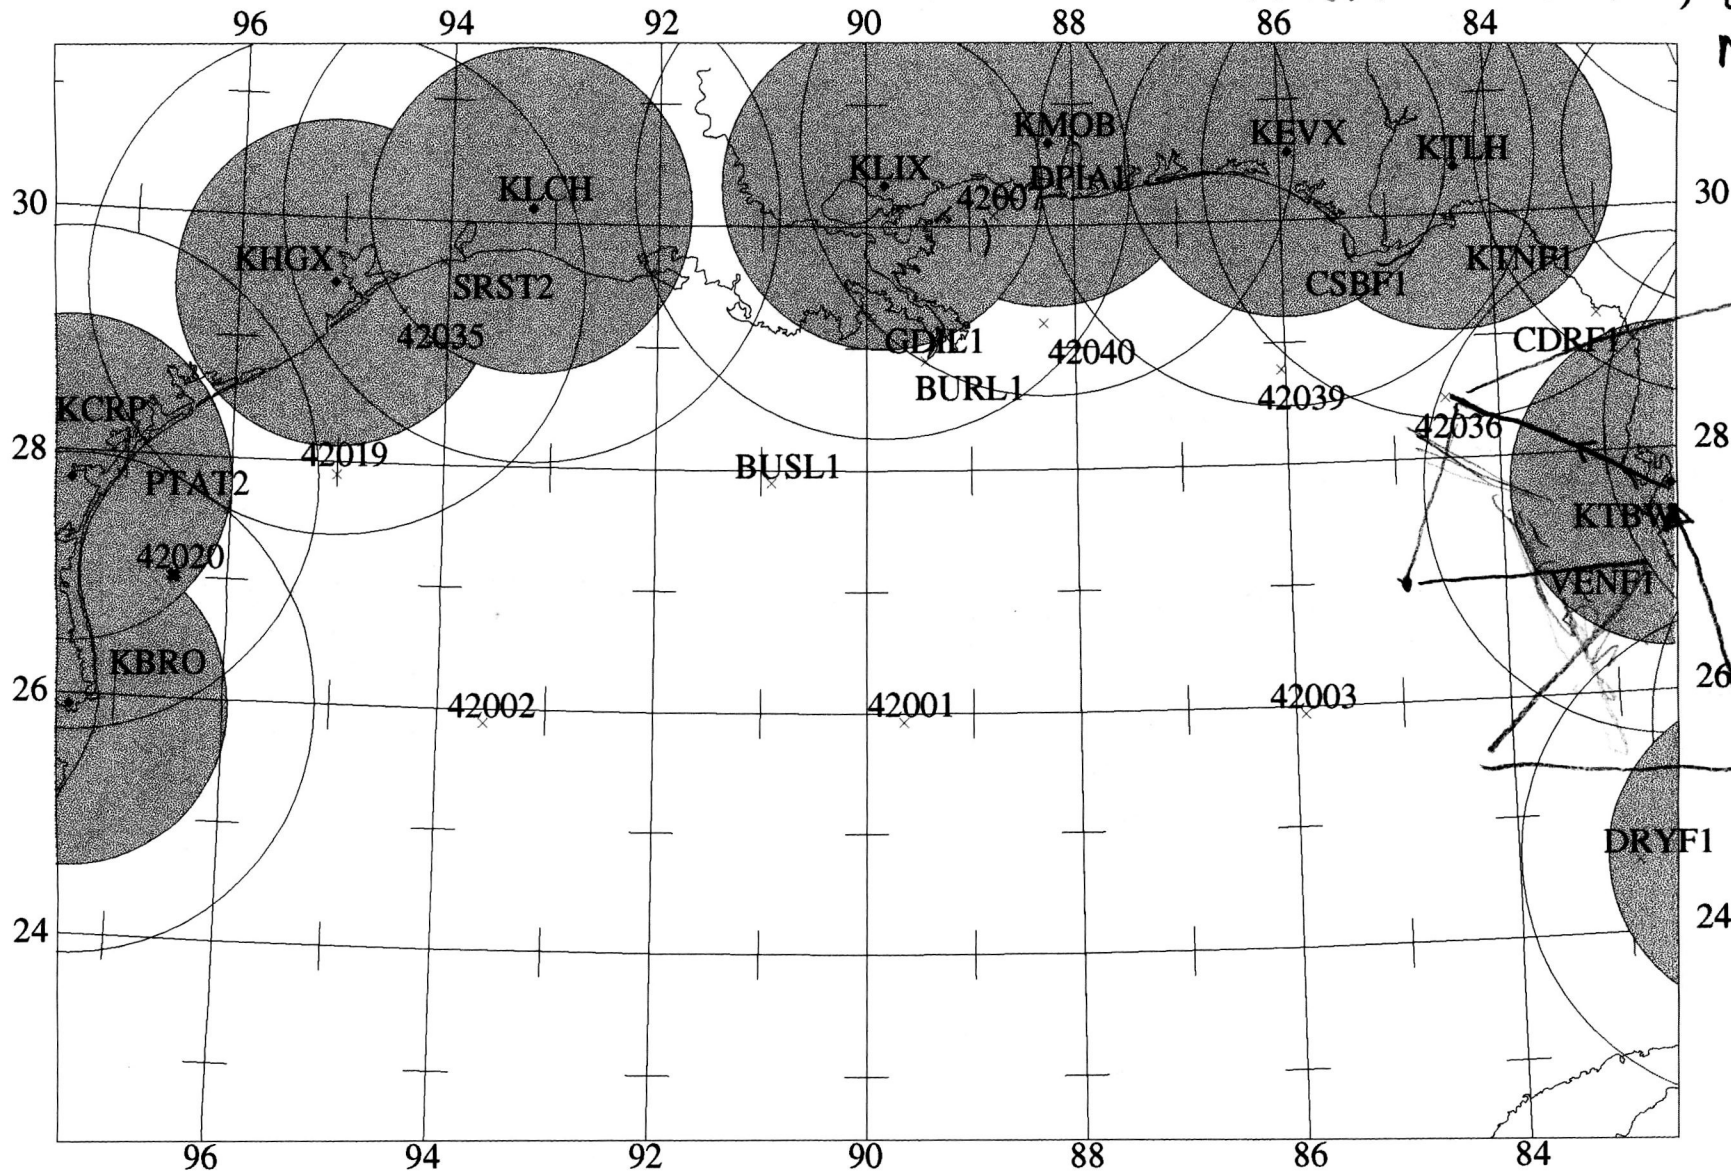 96 94 92 90 88 86 84
KMOB KEVX KTLH
KLCH KLIX DPIA1
30 42007 30
KHGX SRST2 CSBF1 KTNF1
42035 GDIL1 42040 CDRF1
BURL1 42039
KCRP 42036 28
28 42019 BUSL1
PTAT2 KTBW
42020 VENF1
KBRO 26
26 42002 42001 42003
DRYF1
24 24
96 94 92 90 88 86 84